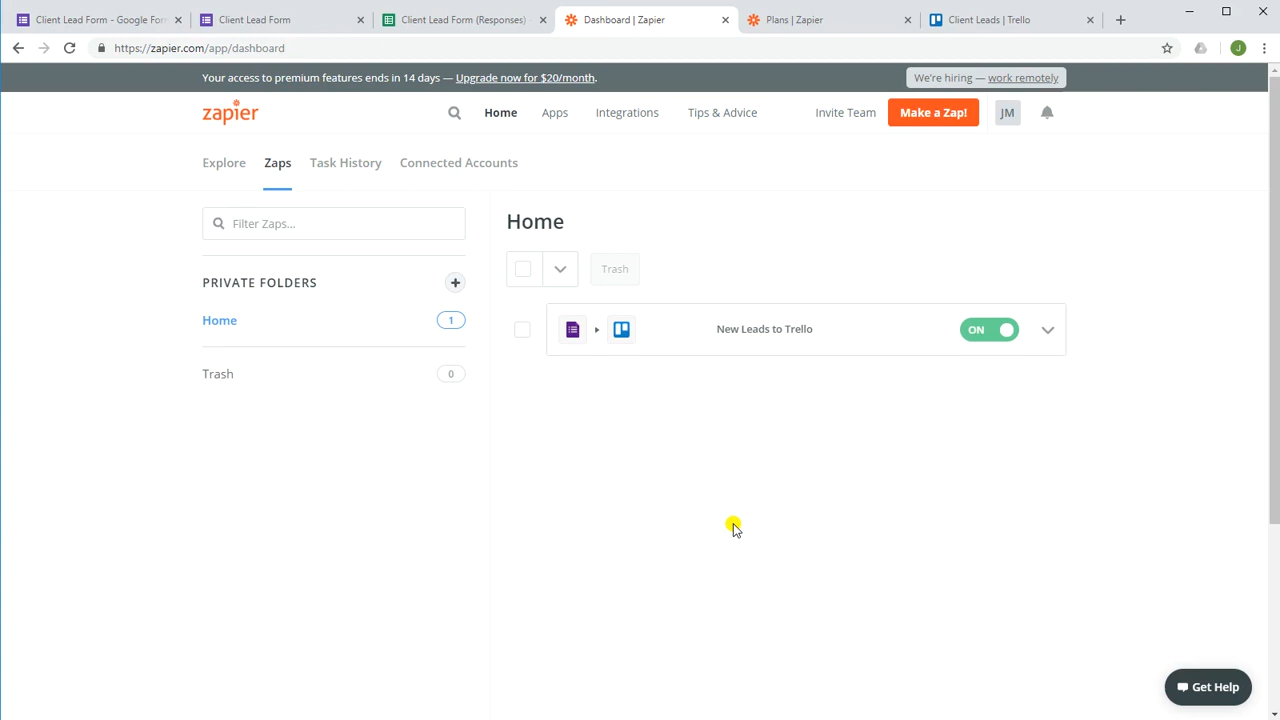 Client Lead Form - Google For
Client Lead Form
Client Lead Form (Responses)
Dashboard | Zapier
Plans | Zapier
Client Leads | Trello
https://zapier.com/app/dashboard
J
Your access to premium features ends in 14 days — Upgrade now for $20/month.
We're hiring — work remotely
zapier
Home
Apps
Integrations
Tips & Advice
Invite Team
Make a Zap!
JM
Explore
Zaps
Task History
Connected Accounts
Filter Zaps...
Home
PRIVATE FOLDERS
Trash
Home
1
New Leads to Trello
ON
Trash
0
Get Help